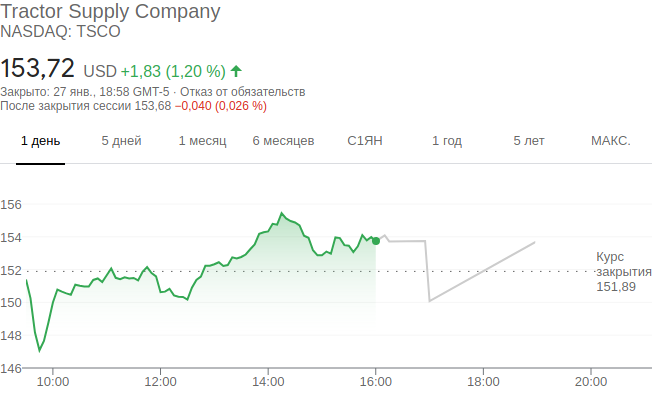 Tractor Supply Company
NASDAQ: TSCO
153,72 USD +1,83 (1,20 %)
Закрыто: 27 янв., 18:58 GMT-5 · Отказ от обязательств
После закрытия сессии 153,68 −0,040 (0,026 %)
1 день 5 дней 1 месяц 6 месяцев С1ЯН 1 год 5 лет МАКС.
156
154
Курс
152 закрытия
150 151,89
148
146
10:00 12:00 14:00 16:00 18:00 20:00